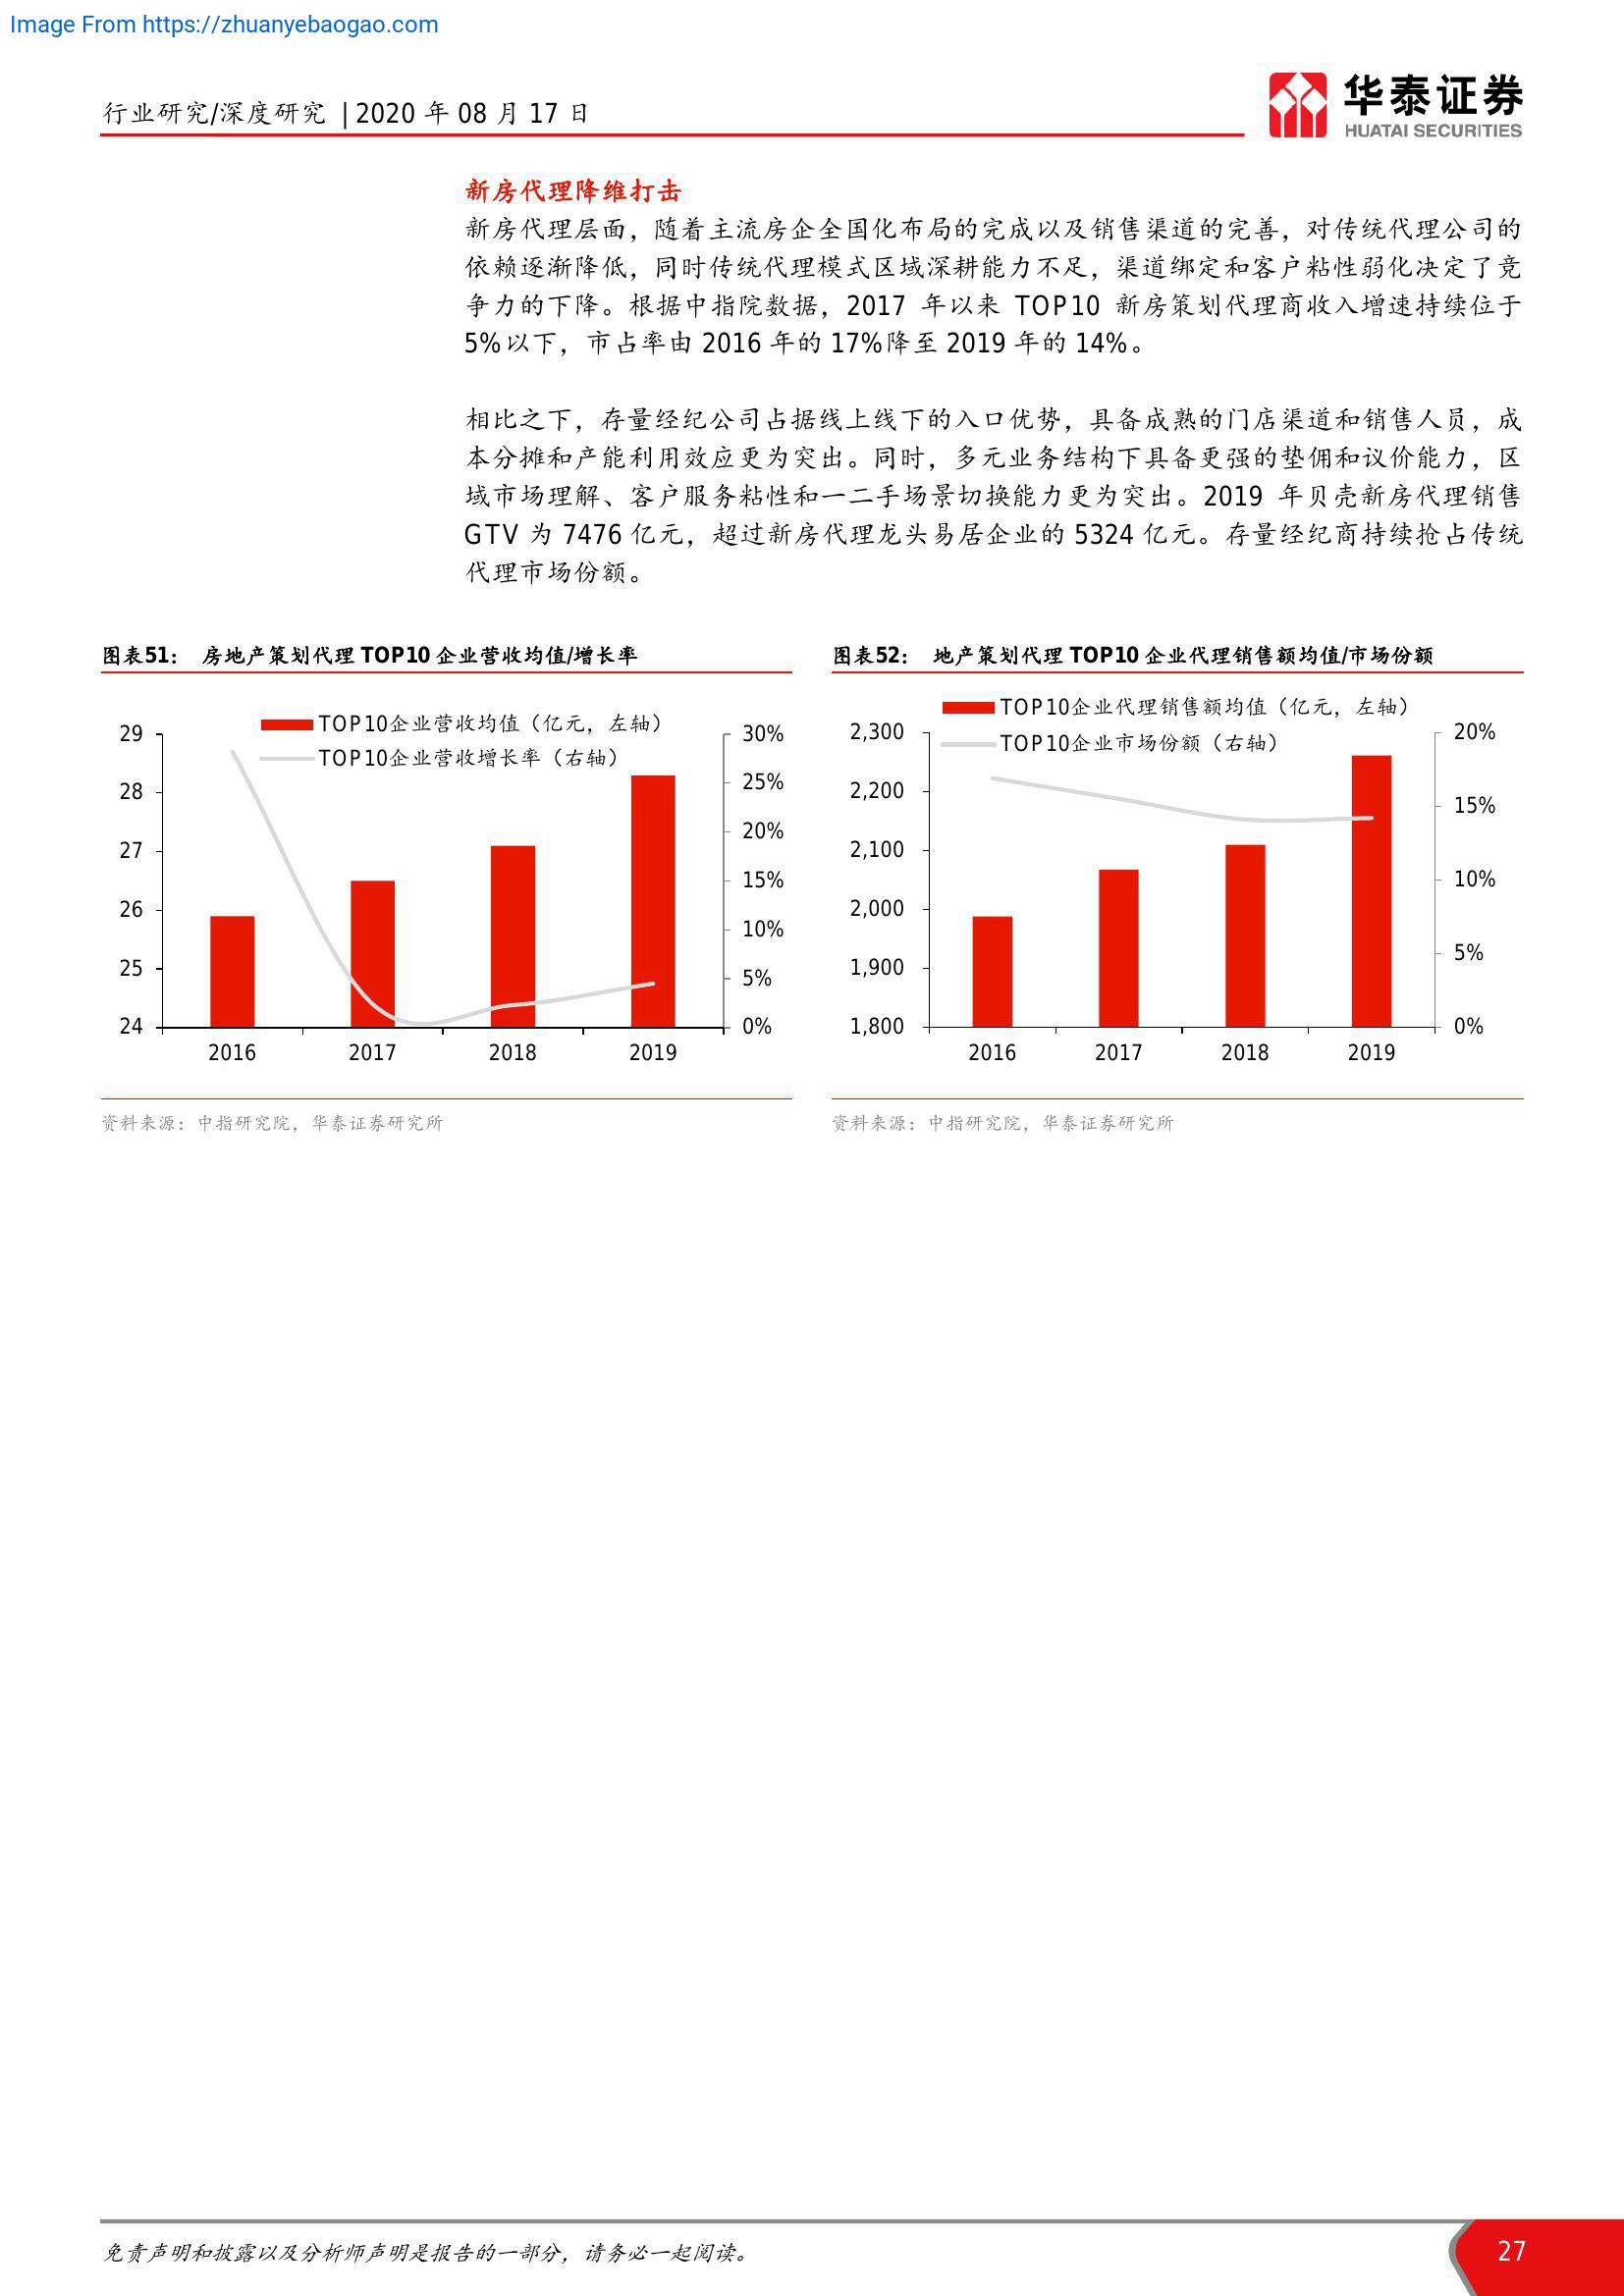 Image From https://zhuanyebaogao.com
行业研究/深度研究 | 2020 年 08 月 17 日
华泰证券
HUATAI SECURITIES
新房代理降维打击
新房代理层面，随着主流房企全国化布局的完成以及销售渠道的完善，对传统代理公司的
依赖逐渐降低，同时传统代理模式区域深耕能力不足，渠道绑定和客户粘性弱化决定了竞
争力的下降。根据中指院数据，2017 年以来 TOP10 新房策划代理商收入增速持续位于
5%以下，市占率由 2016 年的 17%降至 2019 年的 14%。
相比之下，存量经纪公司占据线上线下的入口优势，具备成熟的门店渠道和销售人员，成
本分摊和产能利用效应更为突出。同时，多元业务结构下具备更强的垫佣和议价能力，区
域市场理解、客户服务粘性和一二手场景切换能力更为突出。2019 年贝壳新房代理销售
GTV 为 7476 亿元，超过新房代理龙头易居企业的 5324 亿元。存量经纪商持续抢占传统
代理市场份额。
图表51： 房地产策划代理 TOP10 企业营收均值/增长率
TOP10企业营收均值（亿元，左轴）
TOP10企业营收增长率（右轴）
29
28
27
26
25
24
30%
25%
20%
15%
10%
5%
0%
2016 2017 2018 2019
资料来源：中指研究院，华泰证券研究所
图表52： 地产策划代理 TOP10 企业代理销售额均值/市场份额
TOP10企业代理销售额均值（亿元，左轴）
TOP10企业市场份额（右轴）
2,300
2,200
2,100
2,000
1,900
1,800
20%
15%
10%
5%
0%
2016 2017 2018 2019
资料来源：中指研究院，华泰证券研究所
免责声明和披露以及分析师声明是报告的一部分，请务必一起阅读。
27